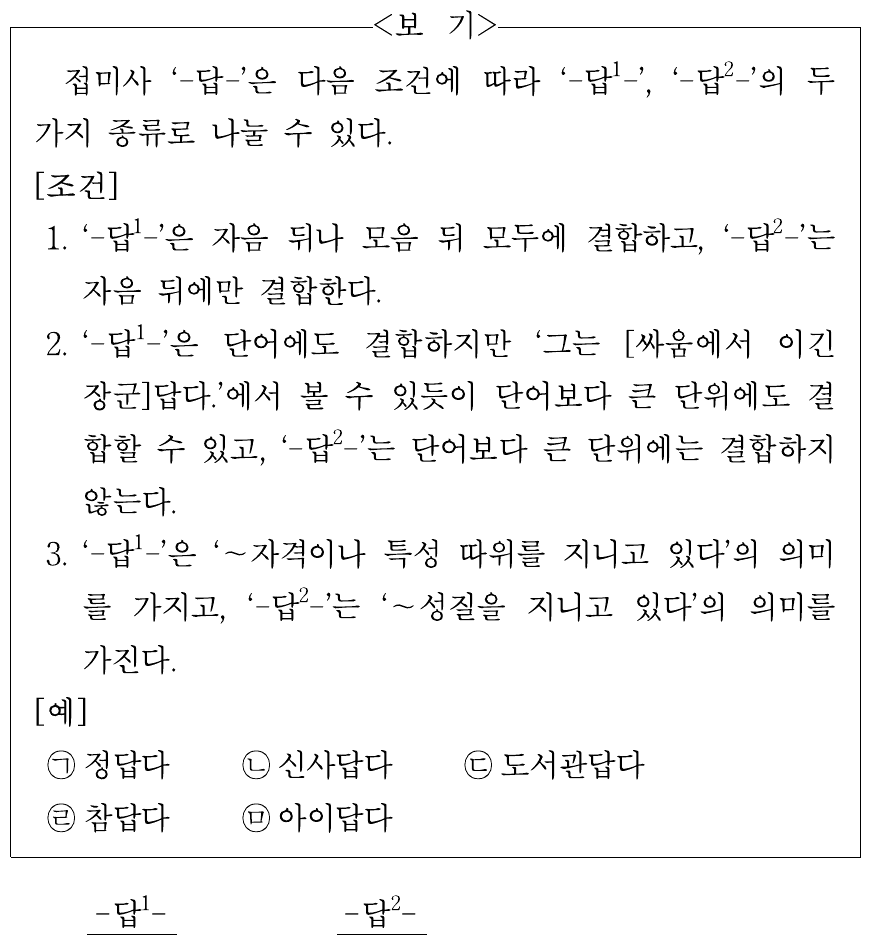 <보 기>
접미사 ‘-답-’은 다음 조건에 따라 ‘-답¹-’, ‘-답²-’의 두
가지 종류로 나눌 수 있다.
[조건]
1. ‘-답¹-’은 자음 뒤나 모음 뒤 모두에 결합하고, ‘-답²-’는
자음 뒤에만 결합한다.
2. ‘-답¹-’은 단어에도 결합하지만 ‘그는 [싸움에서 이긴
장군]답다.’에서 볼 수 있듯이 단어보다 큰 단위에도 결
합할 수 있고, ‘-답²-’는 단어보다 큰 단위에는 결합하지
않는다.
3. ‘-답¹-’은 ‘~자격이나 특성 따위를 지니고 있다’의 의미
를 가지고, ‘-답²-’는 ‘~성질을 지니고 있다’의 의미를
가진다.
[예]
㉠ 정답다 ㉡ 신사답다 ㉢ 도서관답다
㉣ 참답다 ㉤ 아이답다
-답¹- -답²-